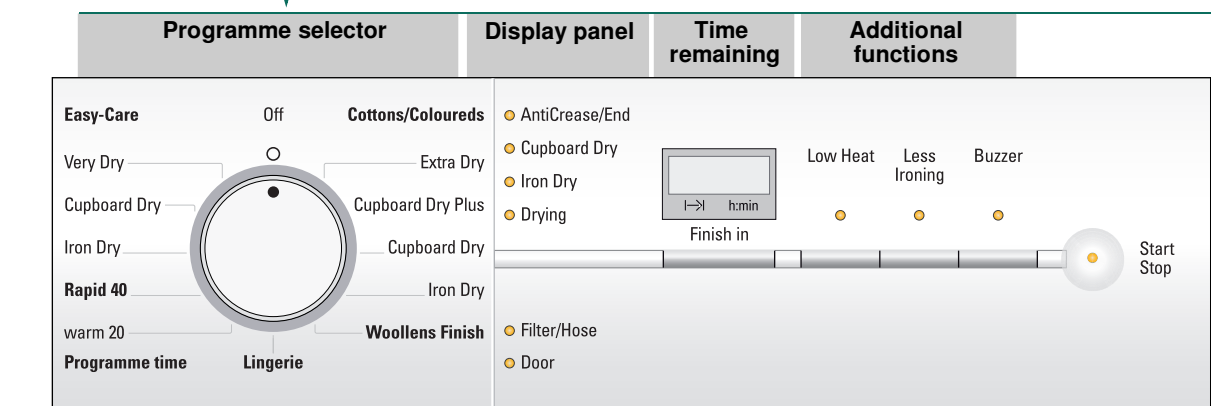 Programme selector
Display panel
Time
remaining
Additional
functions
Easy-Care
Off
Cottons/Coloureds
Very Dry
Extra Dry
Cupboard Dry
Cupboard Dry Plus
Iron Dry
Cupboard Dry
Rapid 40
Iron Dry
warm 20
Woollens Finish
Programme time
Lingerie
AntiCrease/End
Cupboard Dry
Iron Dry
Drying
Filter/Hose
Door
h:min
Finish in
Low Heat
Less
Ironing
Buzzer
Start
Stop